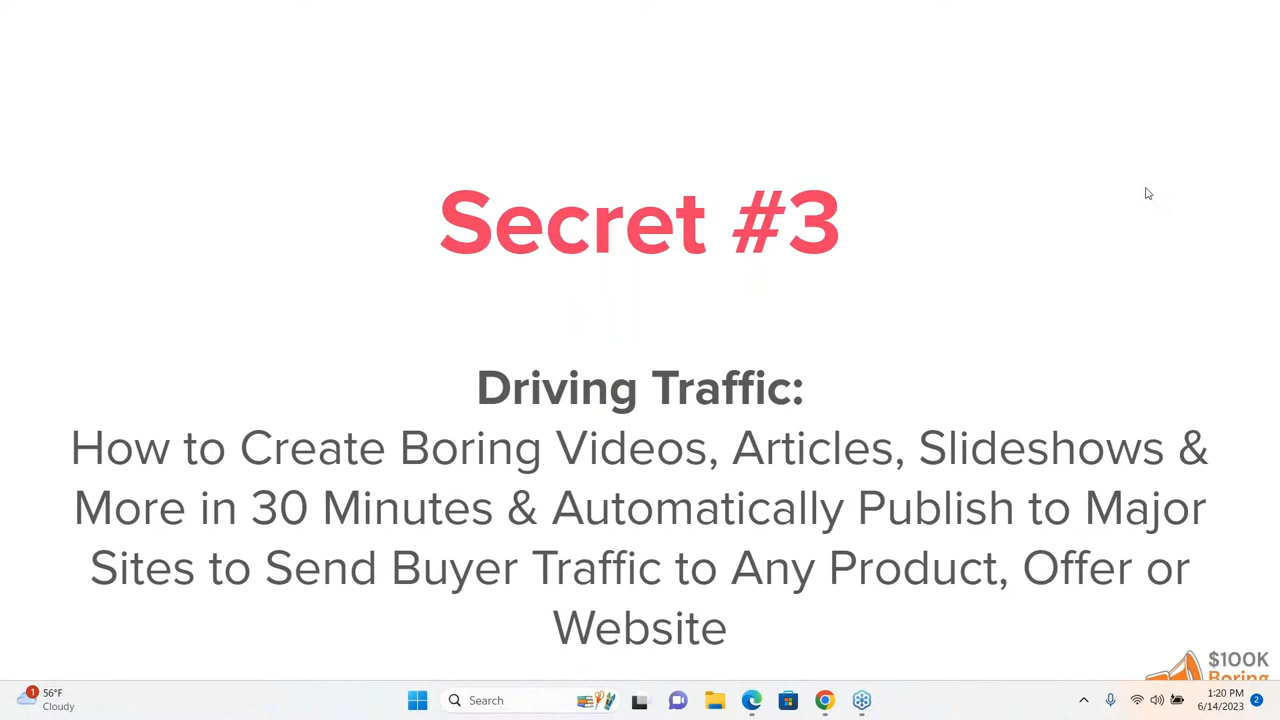 Secret #3
Driving Traffic:
How to Create Boring Videos, Articles, Slideshows &
More in 30 Minutes & Automatically Publish to Major
Sites to Send Buyer Traffic to Any Product, Offer or
Website
$100K
Boring
1
56°F
Cloudy
Search
1:20 PM
6/14/2023
2